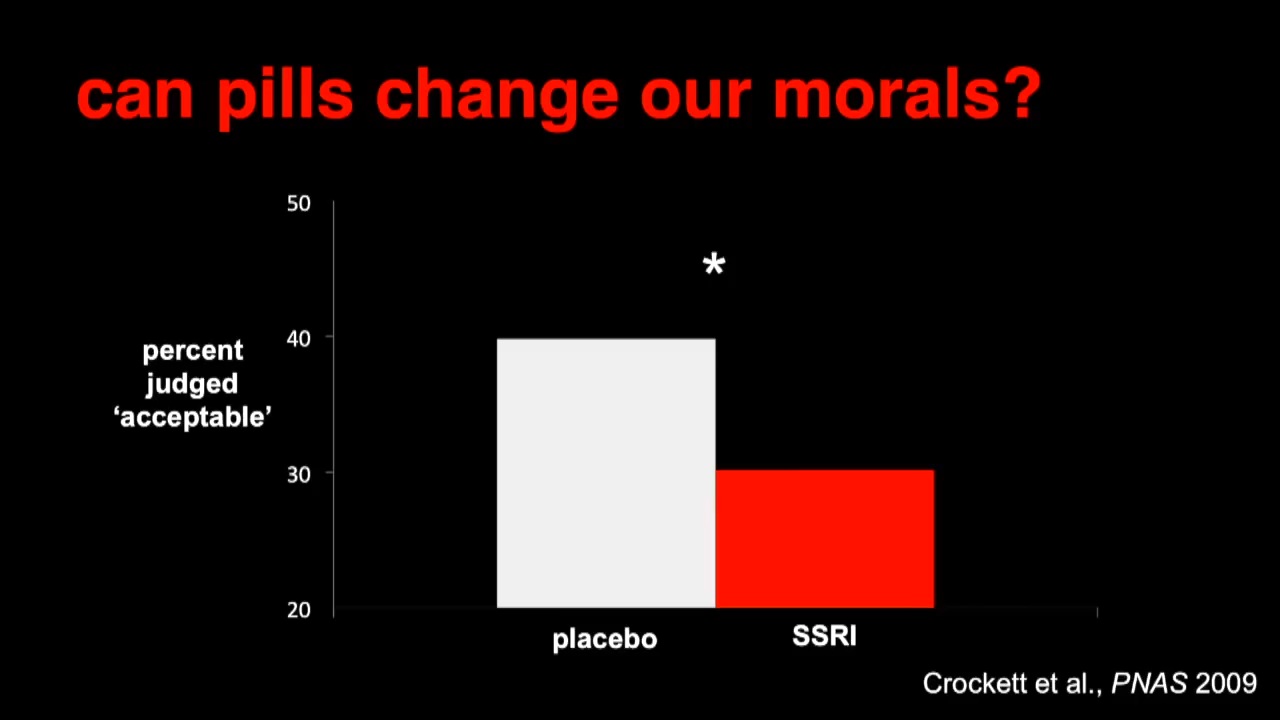 can pills change our morals?
50
*
40
percent
judged
‘acceptable’
30
20
placebo
SSRI
Crockett et al., PNAS 2009